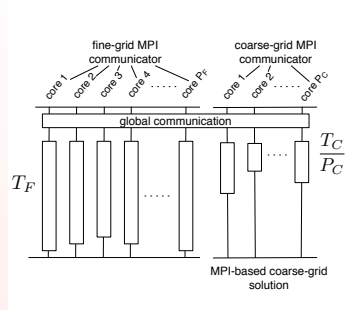 fine-grid MPI
communicator
coarse-grid MPI
communicator
core 1
core 2
core 3
core 4
......
core P_F
core 1
core 2
......
core P_C
global communication
T_F
.....
....
T_C
P_C
MPI-based coarse-grid
solution